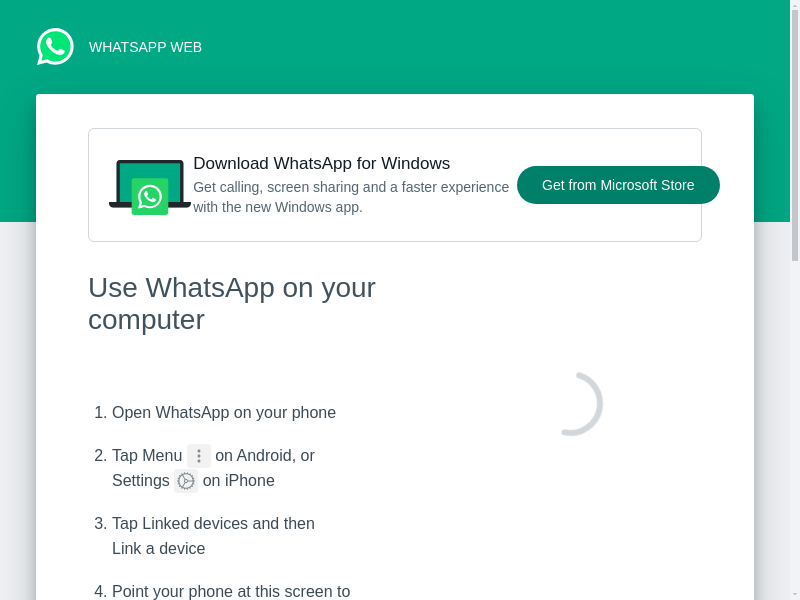 WHATSAPP WEB
Download WhatsApp for Windows
Get calling, screen sharing and a faster experience
with the new Windows app.
Get from Microsoft Store
Use WhatsApp on your
computer
1. Open WhatsApp on your phone
2. Tap Menu on Android, or
Settings on iPhone
3. Tap Linked devices and then
Link a device
4. Point your phone at this screen to